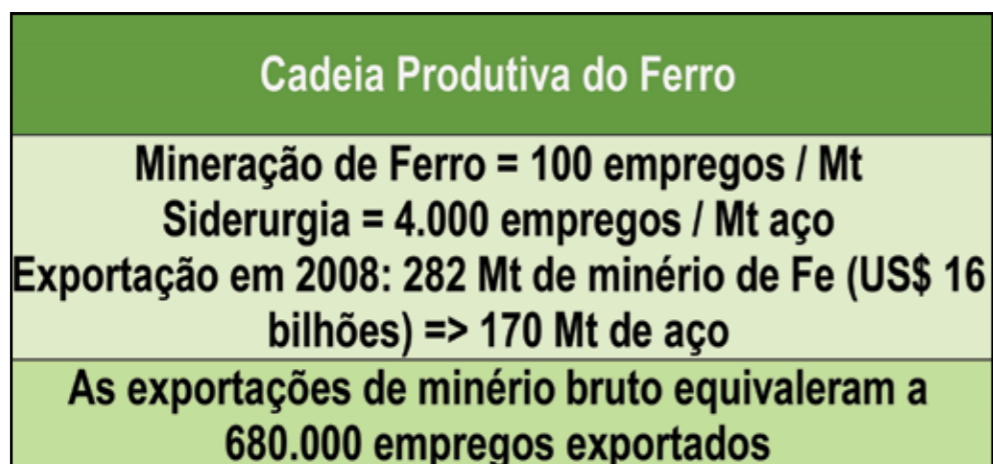 Cadeia Produtiva do Ferro
Mineração de Ferro = 100 empregos / Mt
Siderurgia = 4.000 empregos / Mt aço
Exportação em 2008: 282 Mt de minério de Fe (US$ 16
bilhões) => 170 Mt de aço
As exportações de minério bruto equivaleram a
680.000 empregos exportados